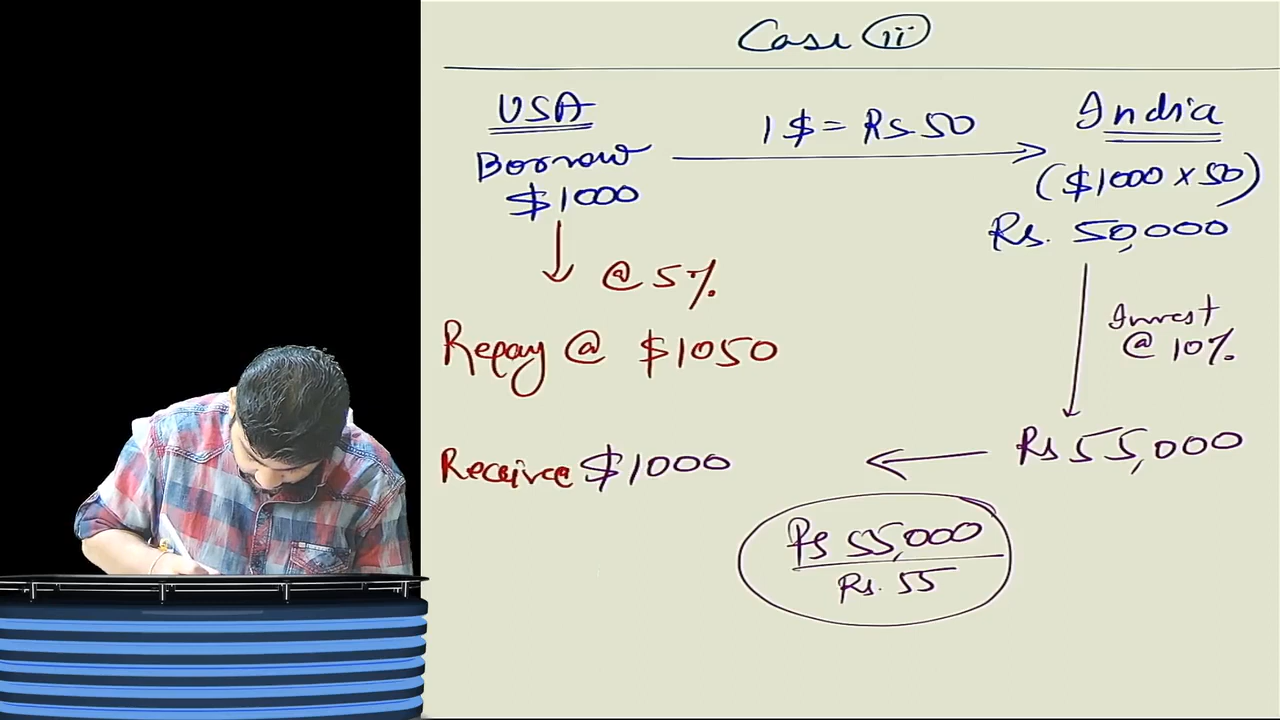 Case (ii)
USA
1$ = Rs 50
India
Borrow
$1000
($1000 x 50)
Rs. 50,000
@ 5%
Repay @ $1050
Invest
@ 10%
Receive $1000
Rs 55,000
Rs 55,000
Rs. 55